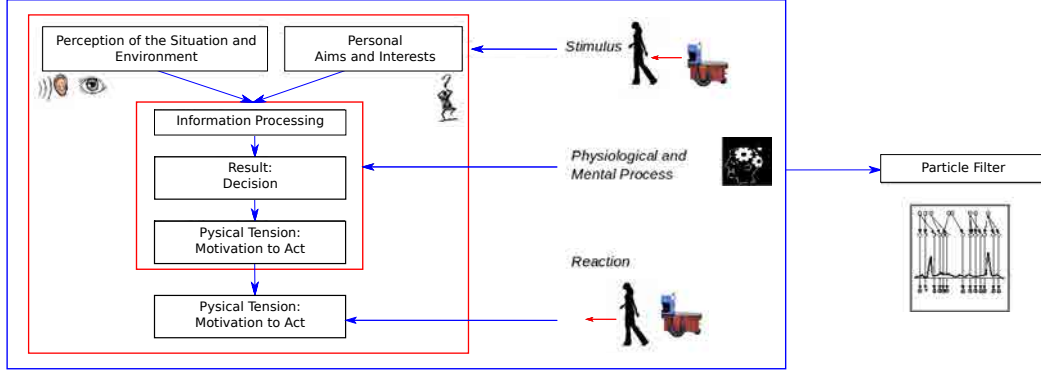 Perception of the Situation and
Environment
Personal
Aims and Interests
Stimulus
Information Processing
Result:
Decision
Physiological and
Mental Process
Particle Filter
Pysical Tension:
Motivation to Act
Reaction
Pysical Tension:
Motivation to Act